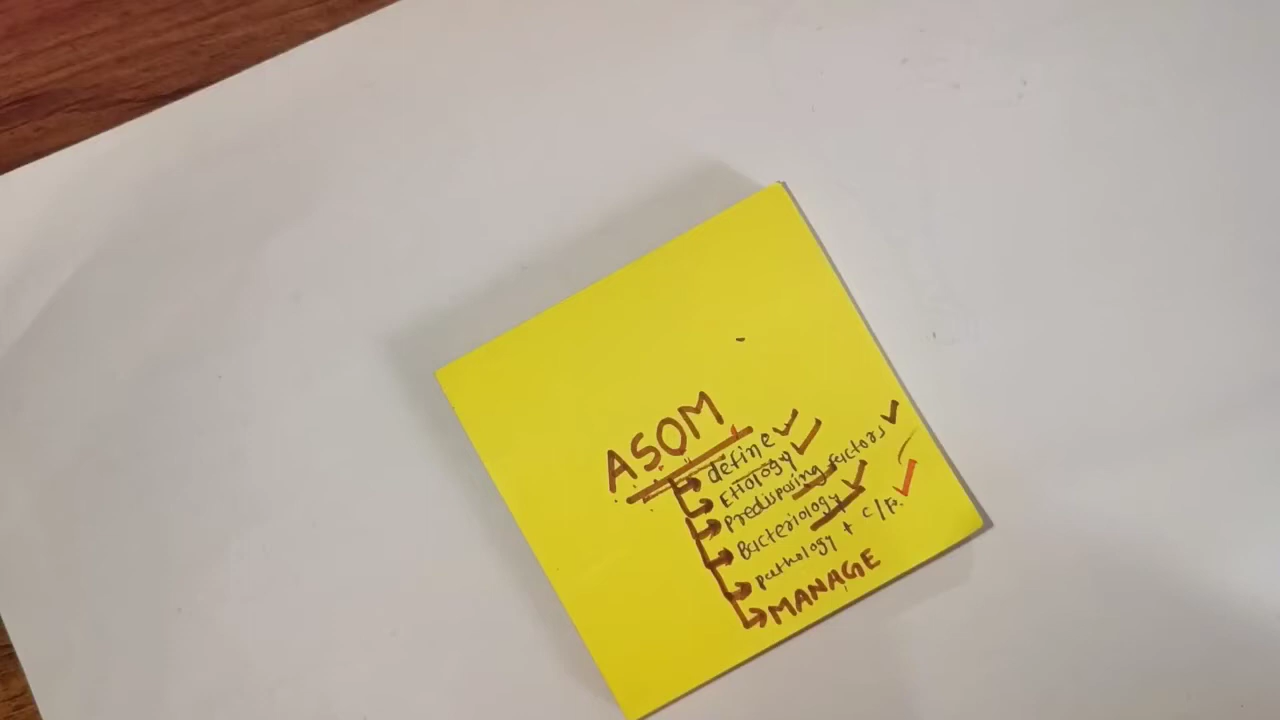 ASOM
define
Etiology
Predisposing factors
Bacteriology
pathology + c/F.
MANAGE